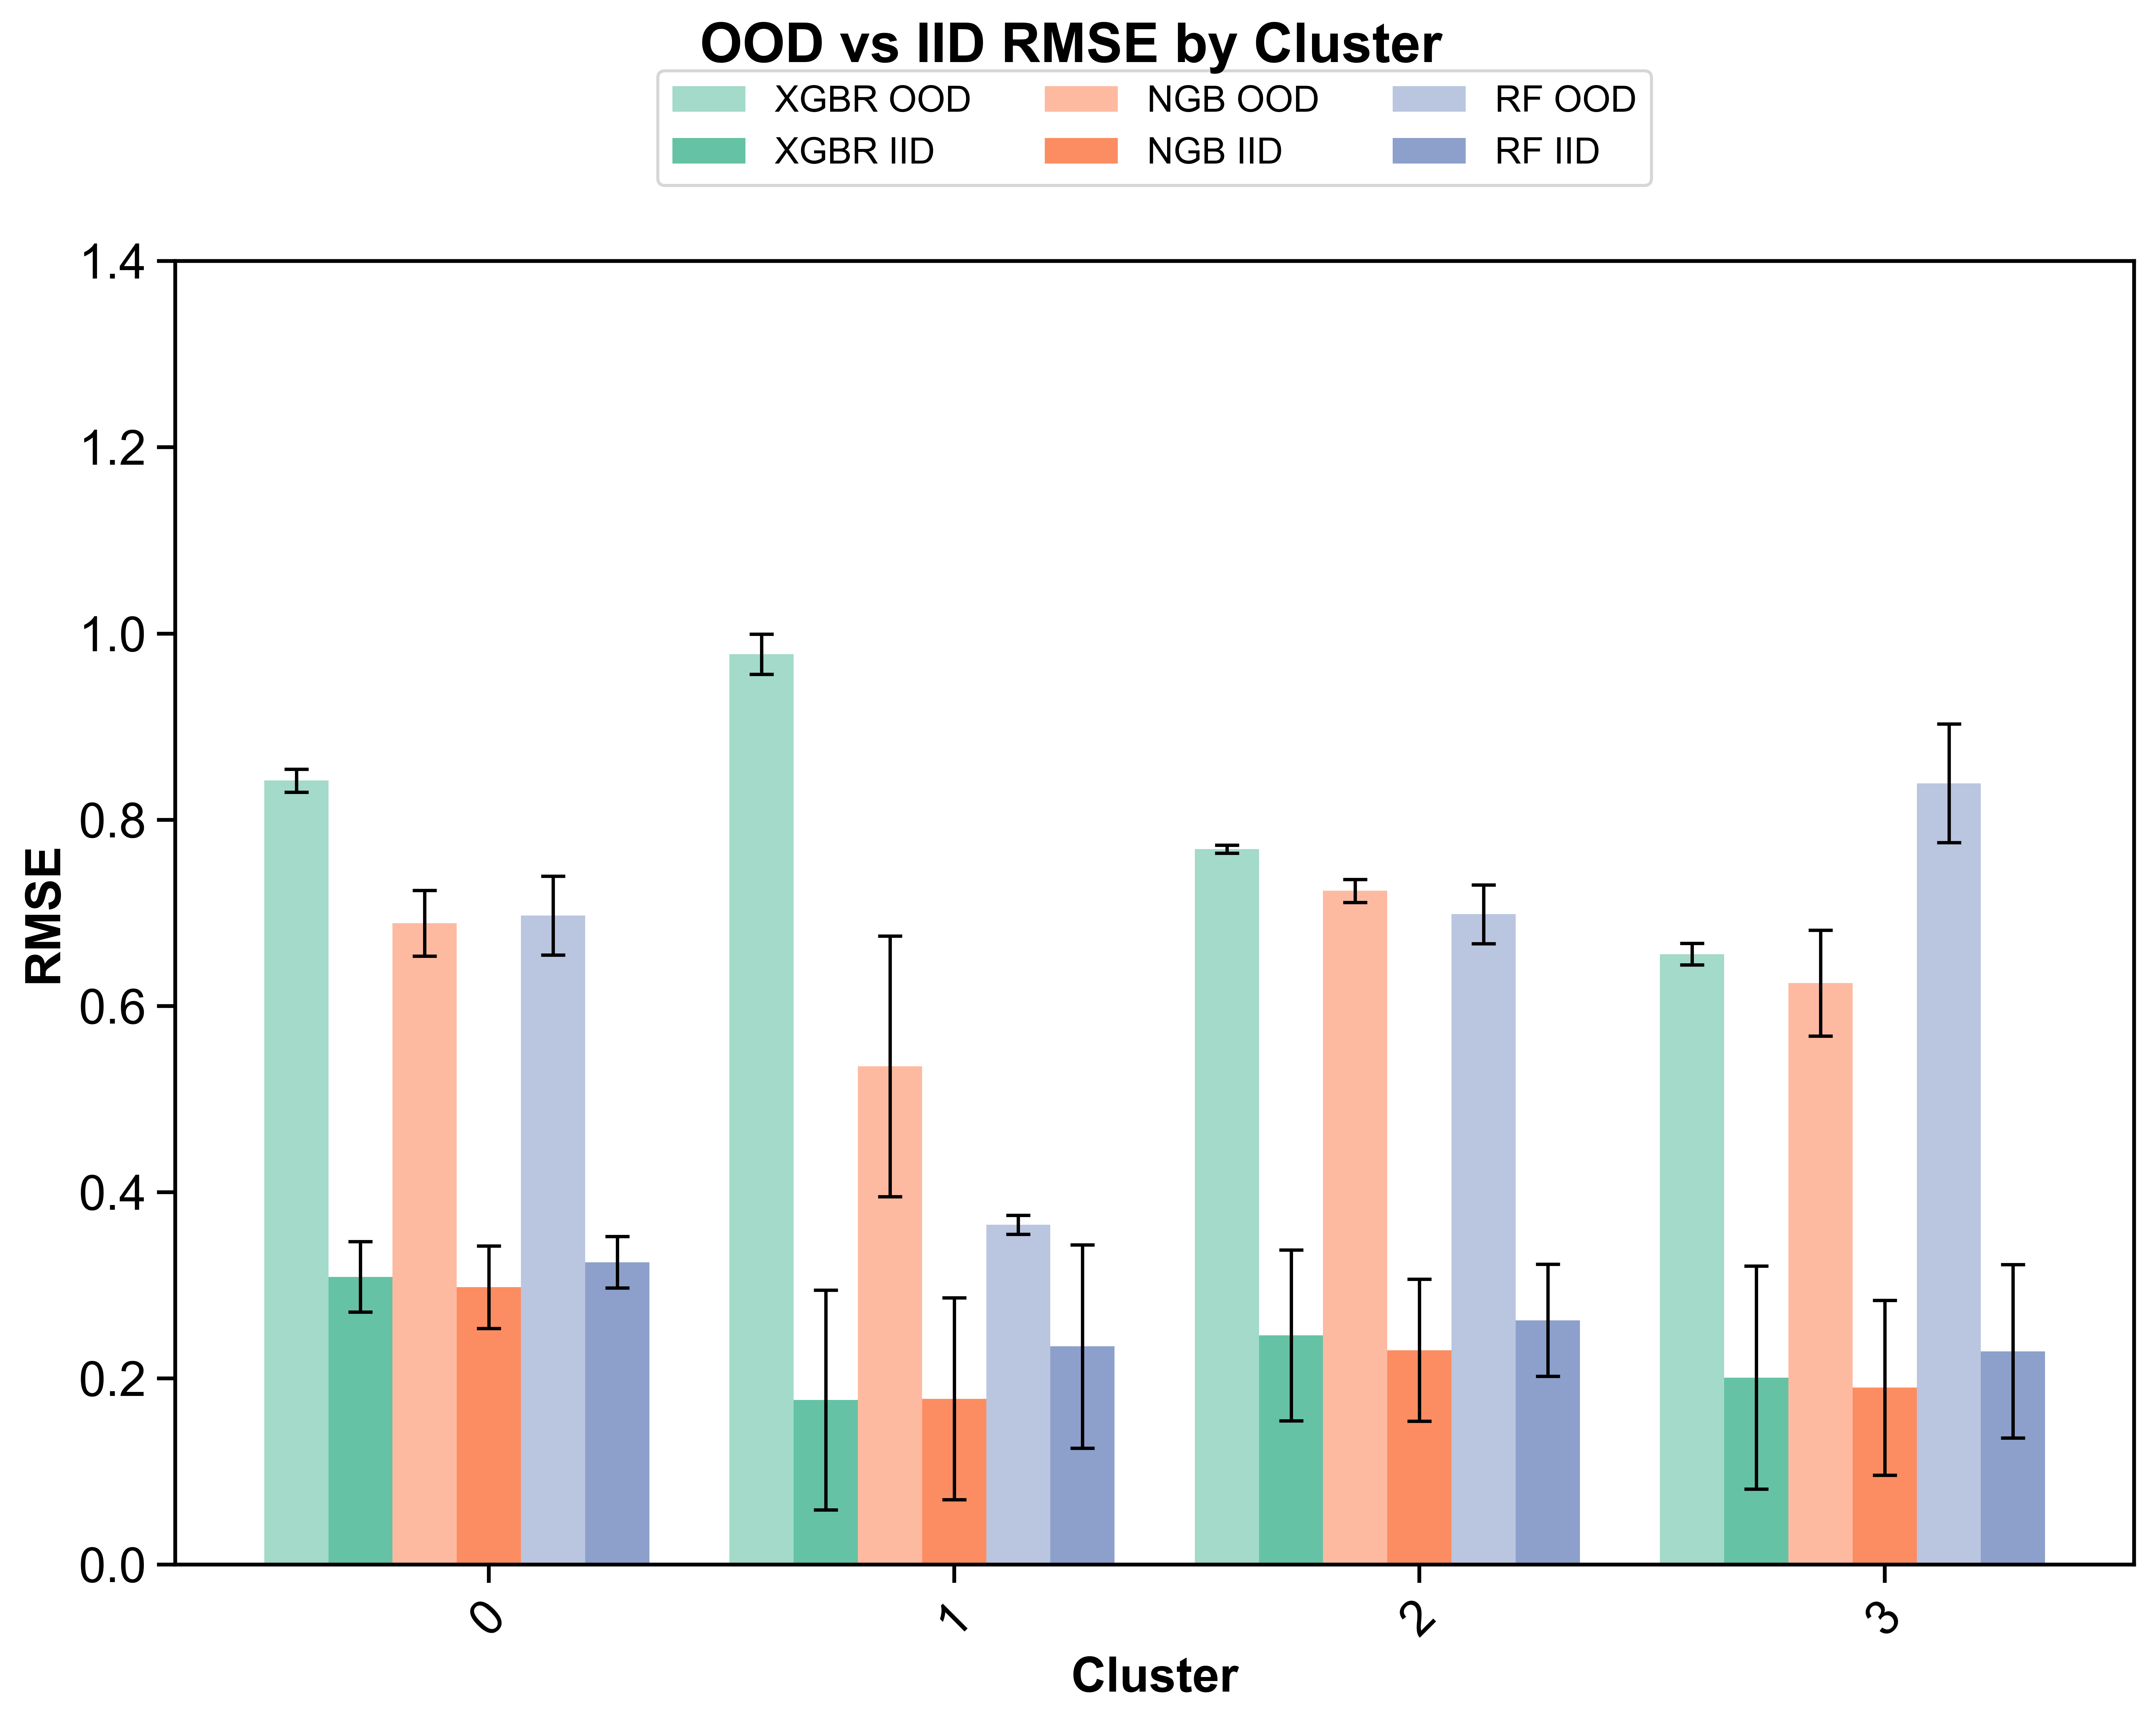 OOD vs IID RMSE by Cluster
XGBR OOD NGB OOD RF OOD
XGBR IID NGB IID RF IID
1.4
1.2
1.0
0.8
0.6
0.4
0.2
0.0
RMSE
0 1 2 3
Cluster